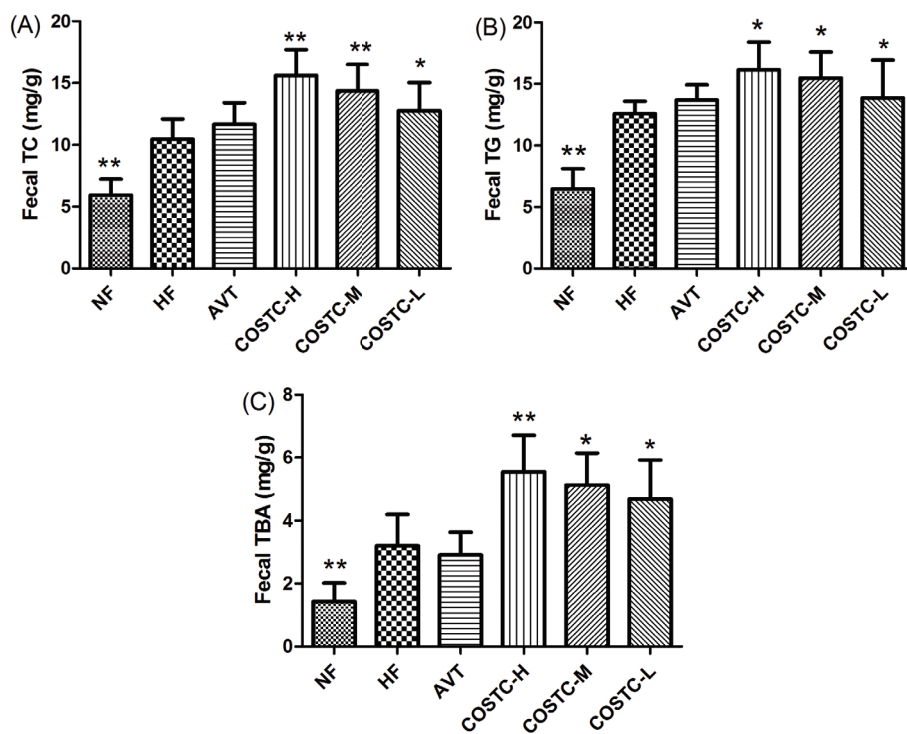 (A)
Fecal TC (mg/g)
20
15
10
5
0
** ** ** *
NF HF AVT COSTC-H COSTC-M COSTC-L
(B)
Fecal TG (mg/g)
20
15
10
5
0
** * * *
NF HF AVT COSTC-H COSTC-M COSTC-L
(C)
Fecal TBA (mg/g)
8
6
4
2
0
** ** * *
NF HF AVT COSTC-H COSTC-M COSTC-L